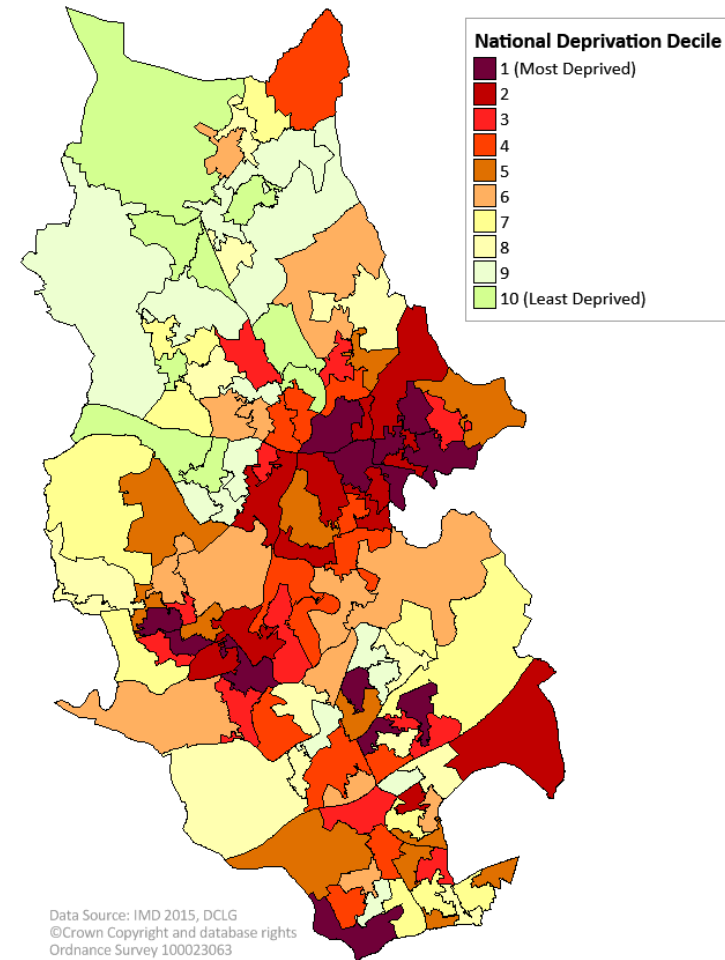 National Deprivation Decile
1 (Most Deprived)
2
3
4
5
6
7
8
9
10 (Least Deprived)
Data Source: IMD 2015, DCLG
©Crown Copyright and database rights
Ordnance Survey 100023063